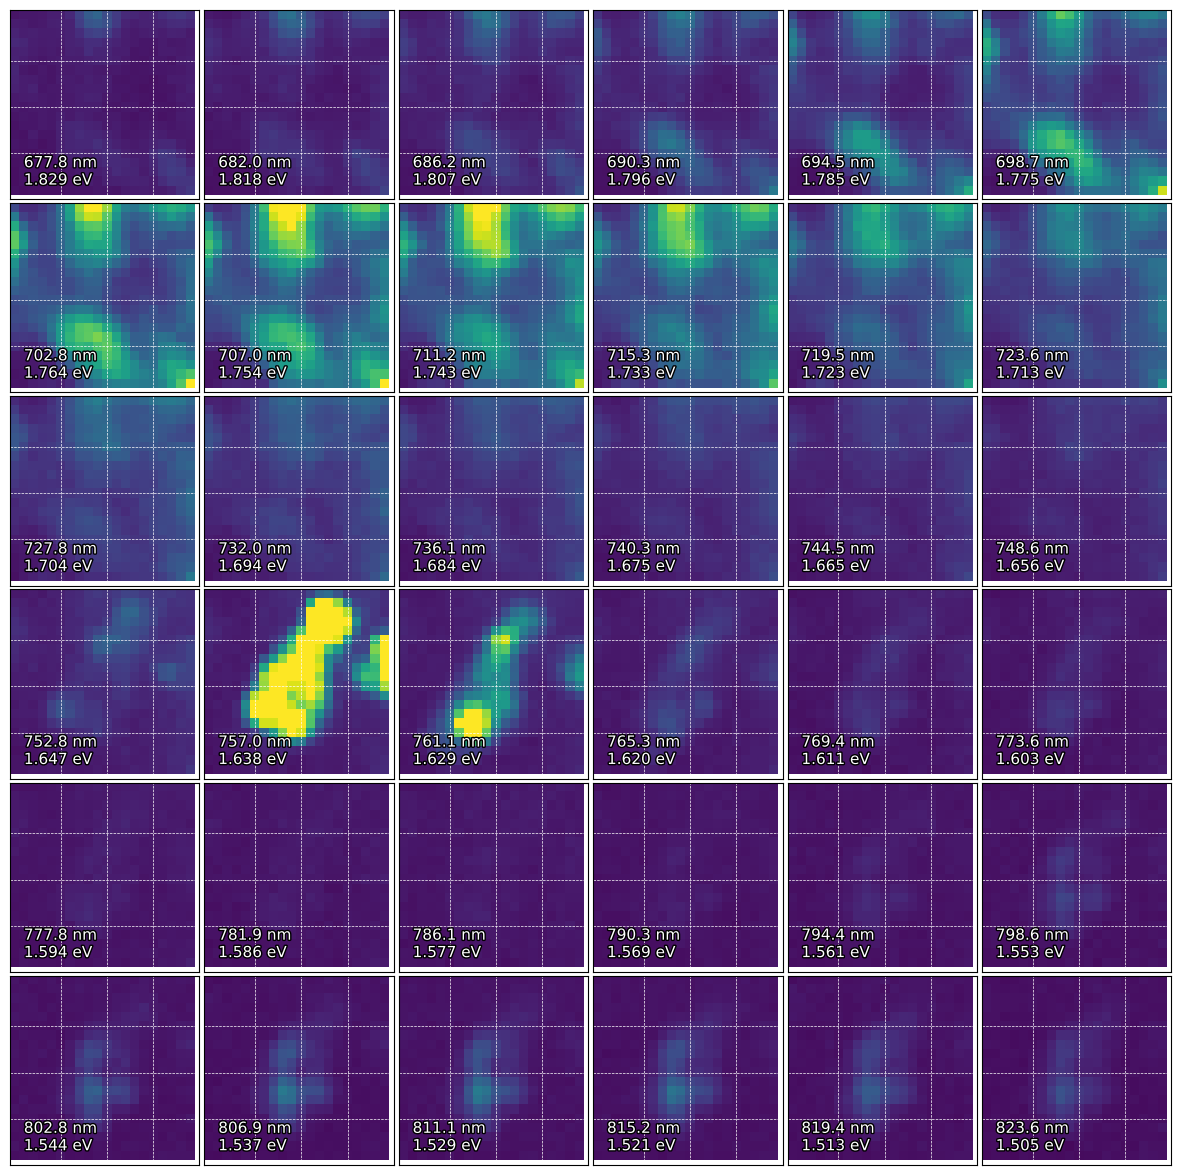 677.8 nm
1.829 eV
682.0 nm
1.818 eV
686.2 nm
1.807 eV
690.3 nm
1.796 eV
694.5 nm
1.785 eV
698.7 nm
1.775 eV
702.8 nm
1.764 eV
707.0 nm
1.754 eV
711.2 nm
1.743 eV
715.3 nm
1.733 eV
719.5 nm
1.723 eV
723.6 nm
1.713 eV
727.8 nm
1.704 eV
732.0 nm
1.694 eV
736.1 nm
1.684 eV
740.3 nm
1.675 eV
744.5 nm
1.665 eV
748.6 nm
1.656 eV
752.8 nm
1.647 eV
757.0 nm
1.638 eV
761.1 nm
1.629 eV
765.3 nm
1.620 eV
769.4 nm
1.611 eV
773.6 nm
1.603 eV
777.8 nm
1.594 eV
781.9 nm
1.586 eV
786.1 nm
1.577 eV
790.3 nm
1.569 eV
794.4 nm
1.561 eV
798.6 nm
1.553 eV
802.8 nm
1.544 eV
806.9 nm
1.537 eV
811.1 nm
1.529 eV
815.2 nm
1.521 eV
819.4 nm
1.513 eV
823.6 nm
1.505 eV